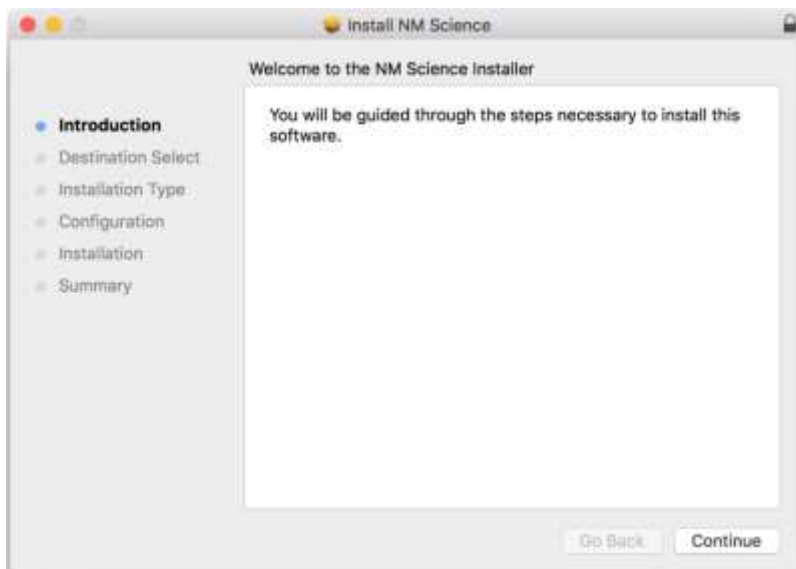 Install NM Science
Welcome to the NM Science Installer
Introduction
Destination Select
Installation Type
Configuration
Installation
Summary
You will be guided through the steps necessary to install this
software.
Go Back
Continue